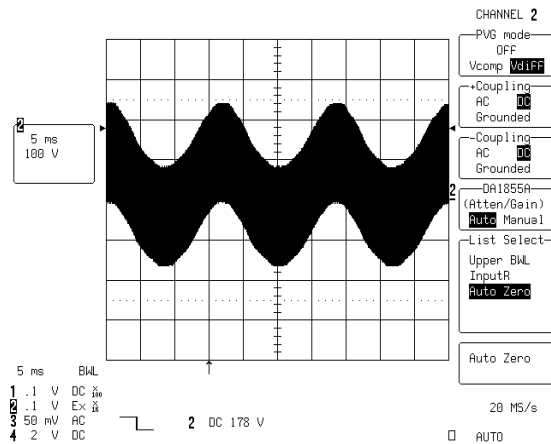 CHANNEL 2
PVG mode
OFF
Vcomp VdiFF
+Coupling
AC DC
Grounded
-Coupling
AC DC
Grounded
DA1855A
(Atten/Gain)
Auto Manual
List Select
Upper BWL
InputR
Auto Zero
Auto Zero
2
5 ms
100 V
2
5 ms BWL
1 .1 V DC X100
2 .1 V Ex
3 50 mV AC
4 2 V DC
2 DC 178 V
20 MS/s
AUTO